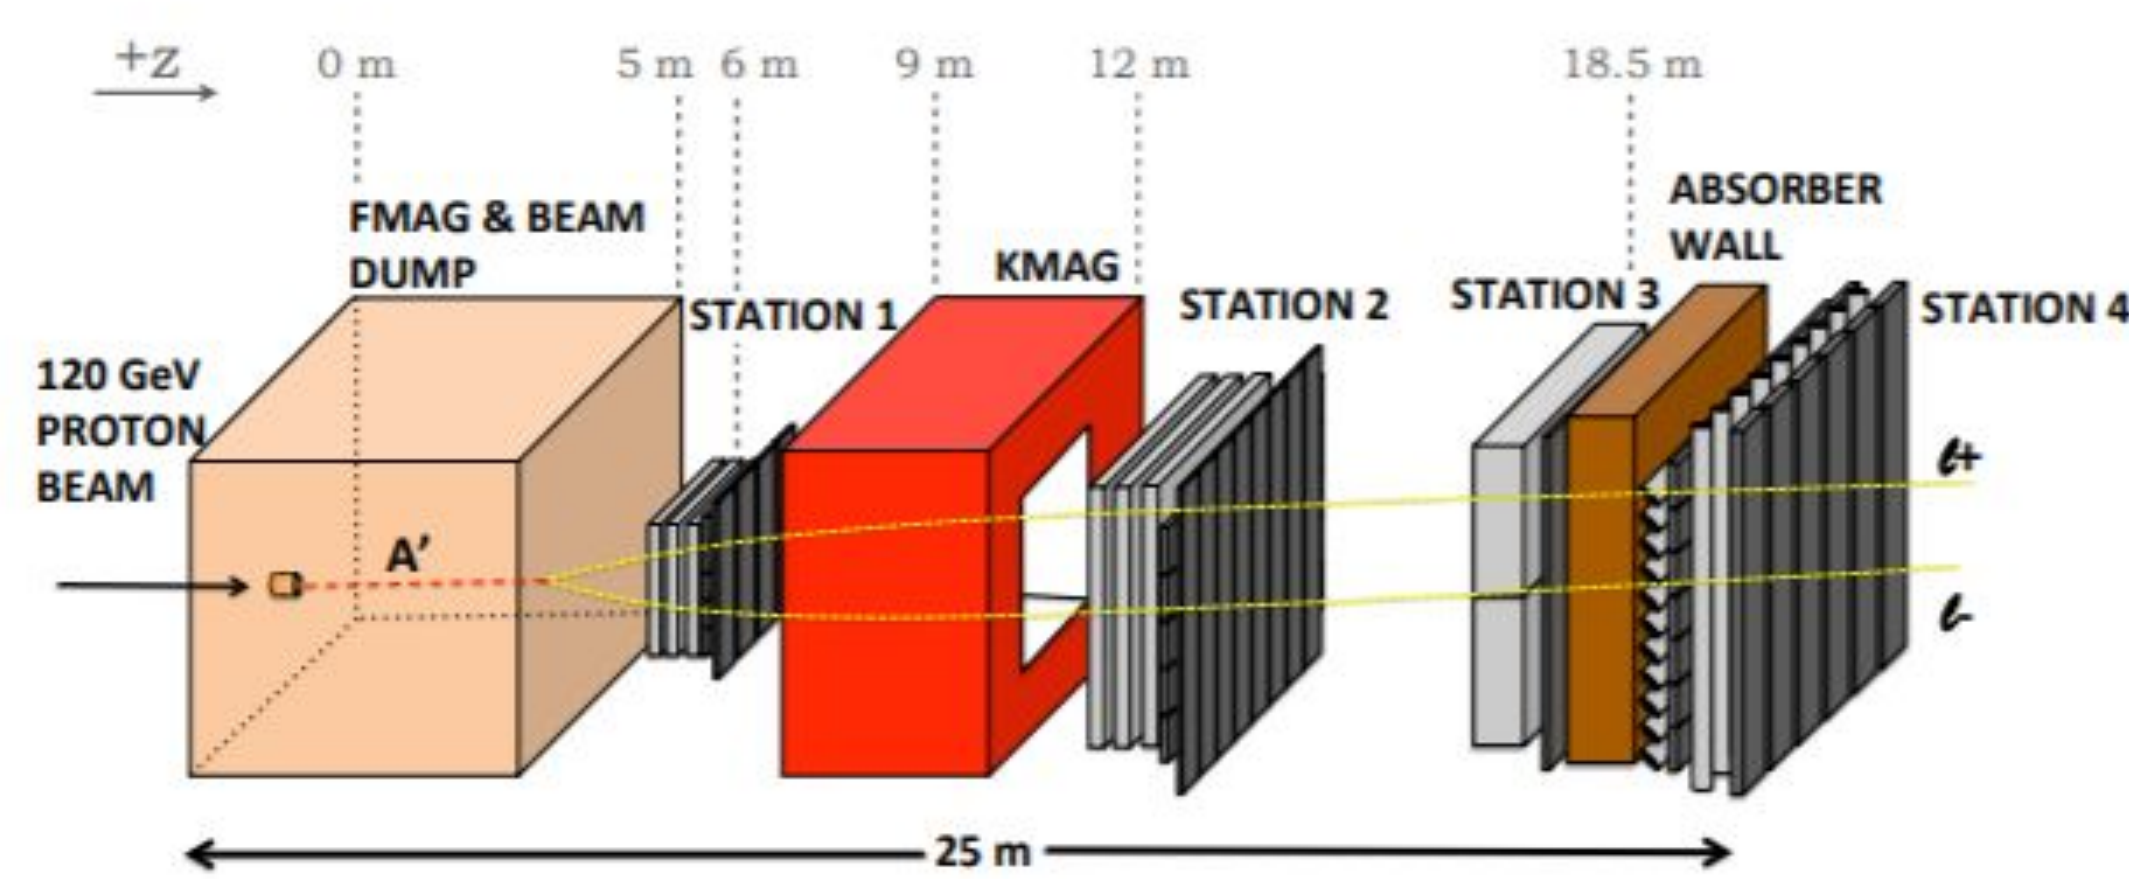 +z
0 m
5 m
6 m
9 m
12 m
18.5 m
FMAG & BEAM
DUMP
KMAG
ABSORBER
WALL
STATION 1
STATION 2
STATION 3
STATION 4
120 GeV
PROTON
BEAM
A’
ℓ+
ℓ-
25 m